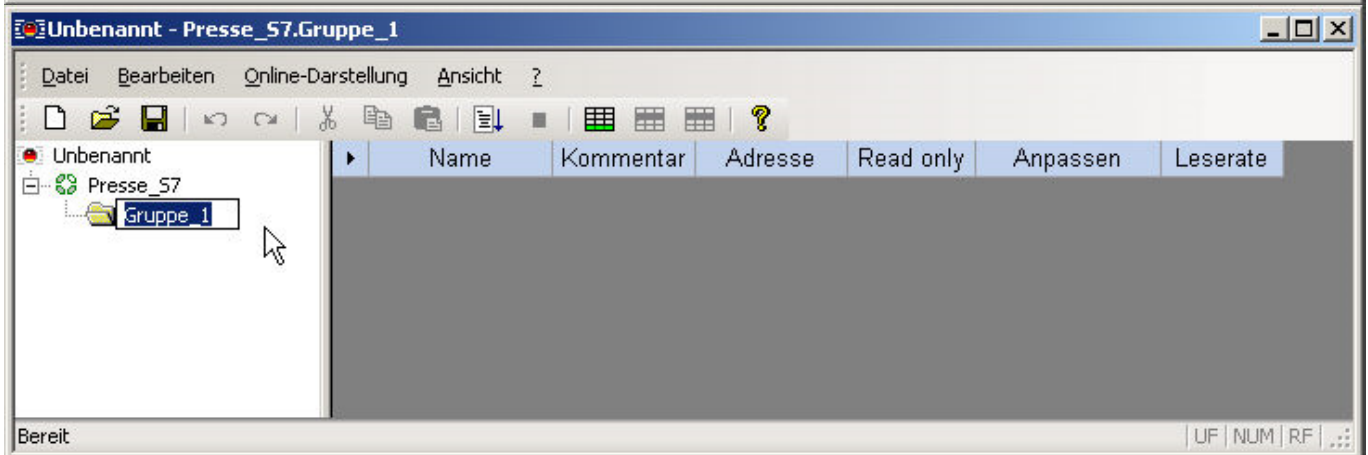 Unbenannt - Presse_S7.Gruppe_1
Datei Bearbeiten Online-Darstellung Ansicht ?
Unbenannt
Name Kommentar Adresse Read only Anpassen Leserate
Presse_S7
Gruppe_1
Bereit UF NUM RF